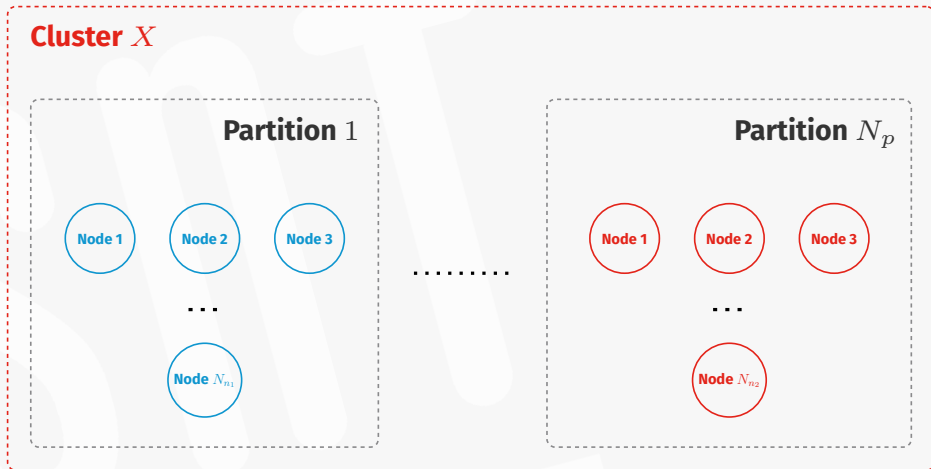 Cluster X
Partition 1
Partition N_p
Node 1 Node 2 Node 3
Node 1 Node 2 Node 3
.........
...
...
Node N_{n_1}
Node N_{n_2}